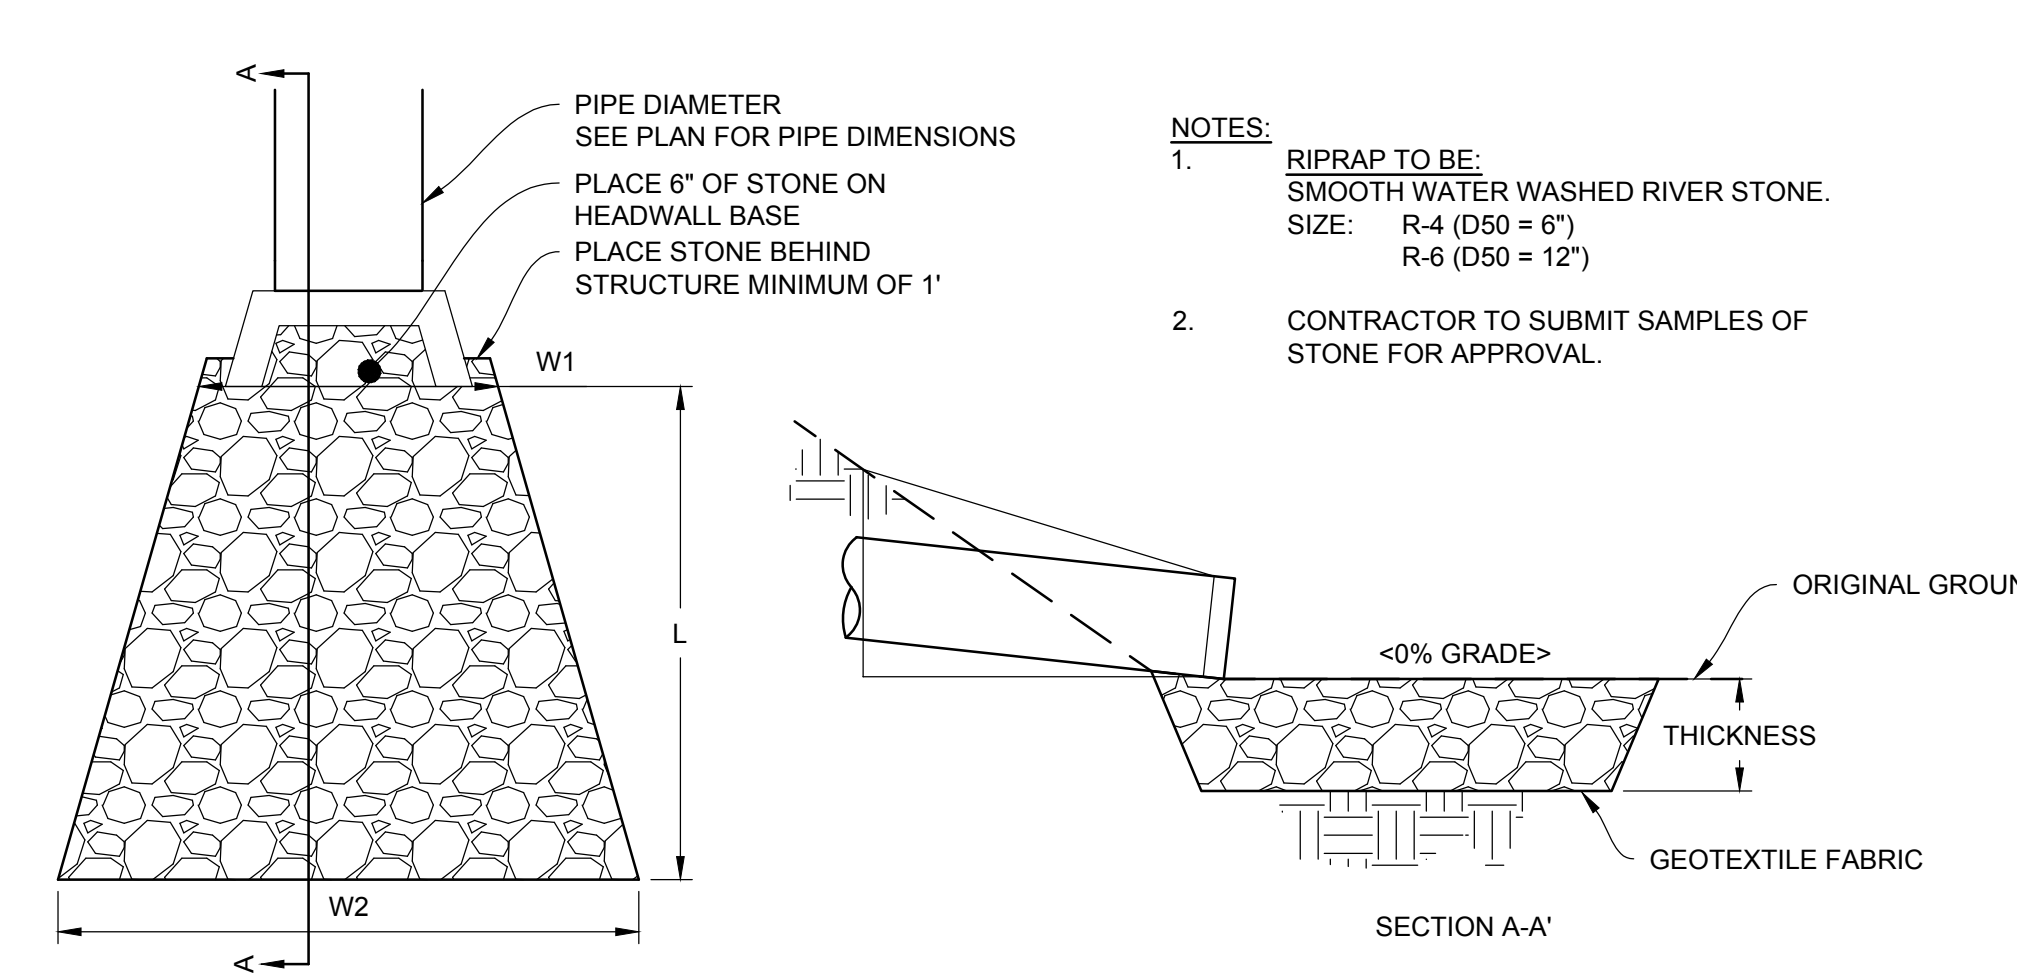 A
PIPE DIAMETER
SEE PLAN FOR PIPE DIMENSIONS
PLACE 6" OF STONE ON
HEADWALL BASE
PLACE STONE BEHIND
STRUCTURE MINIMUM OF 1'
W1
L
W2
A
NOTES:
1. RIPRAP TO BE:
SMOOTH WATER WASHED RIVER STONE.
SIZE: R-4 (D50 = 6")
R-6 (D50 = 12")
2. CONTRACTOR TO SUBMIT SAMPLES OF
STONE FOR APPROVAL.
ORIGINAL GROUN
<0% GRADE>
THICKNESS
GEOTEXTILE FABRIC
SECTION A-A'